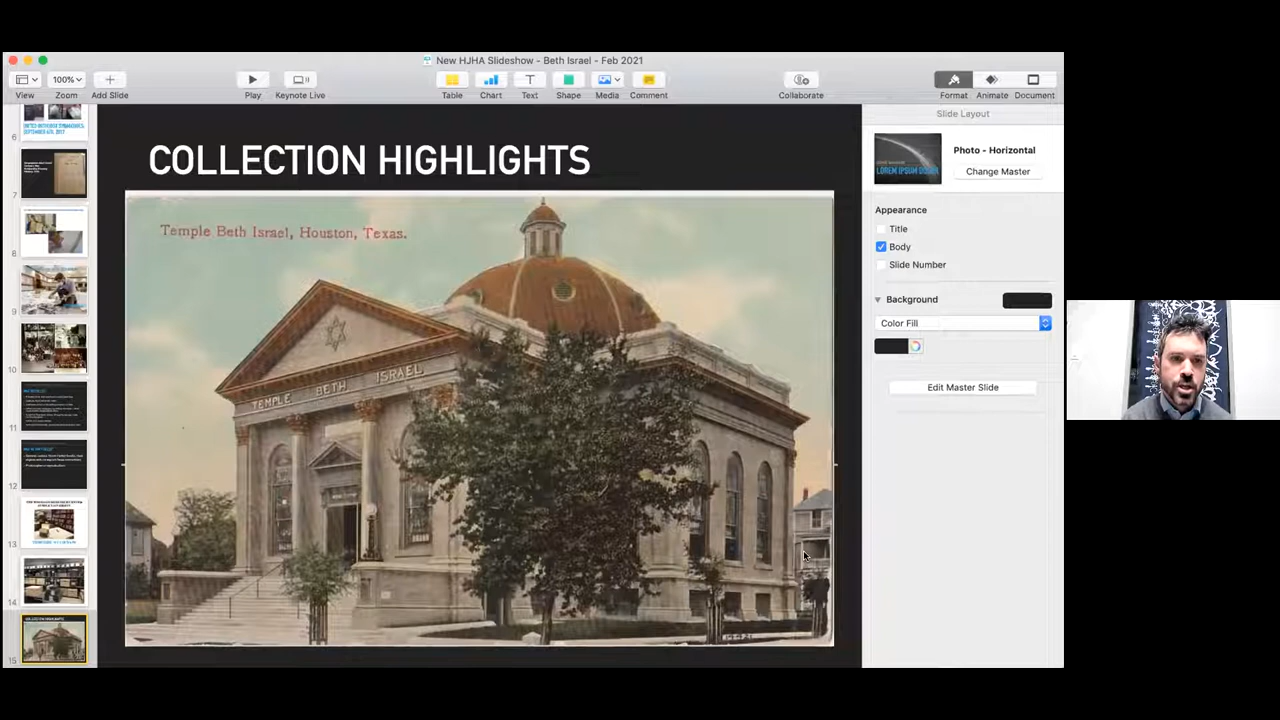 New HJHA Slideshow - Beth Israel - Feb 2021
100%
View
Zoom
Add Slide
Play
Keynote Live
Table
Chart
Text
Shape
Media
Comment
Collaborate
Format
Animate
Document
6
7
8
9
10
11
12
13
14
15
COLLECTION HIGHLIGHTS
Temple Beth Israel, Houston, Texas.
TEMPLE BETH ISRAEL
Slide Layout
LOREM IPSUM DOLOR
Photo - Horizontal
Change Master
Appearance
Title
Body
Slide Number
Background
Color Fill
Edit Master Slide